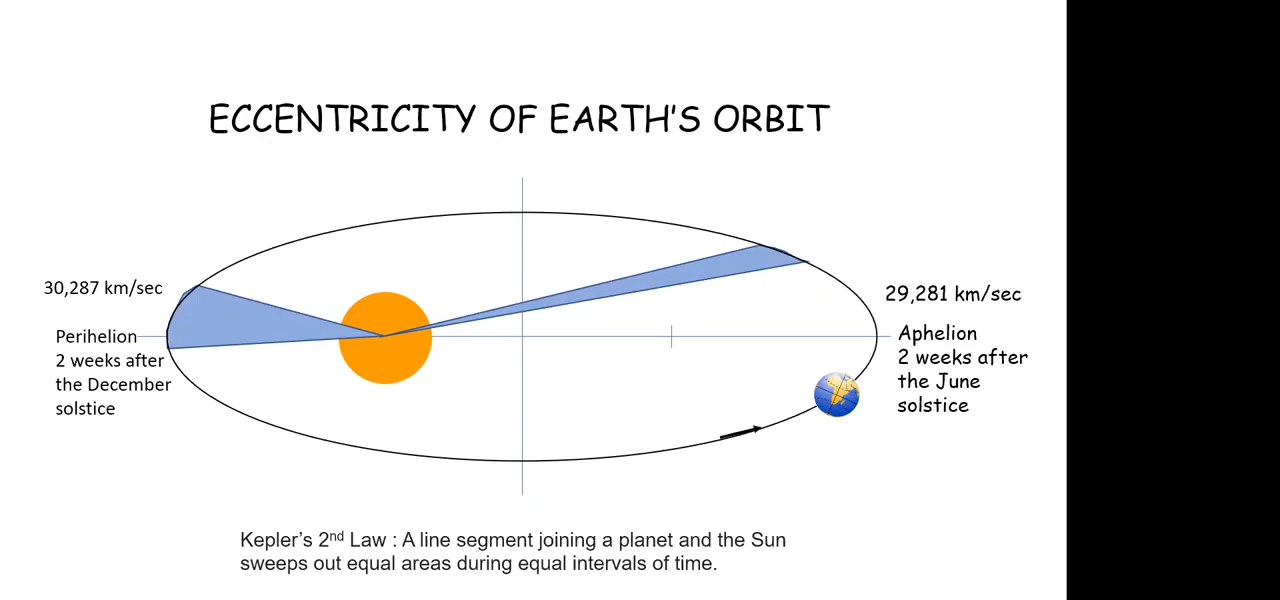 ECCENTRICITY OF EARTH'S ORBIT
30,287 km/sec
Perihelion
2 weeks after
the December
solstice
29,281 km/sec
Aphelion
2 weeks after
the June
solstice
Kepler’s 2nd Law : A line segment joining a planet and the Sun
sweeps out equal areas during equal intervals of time.